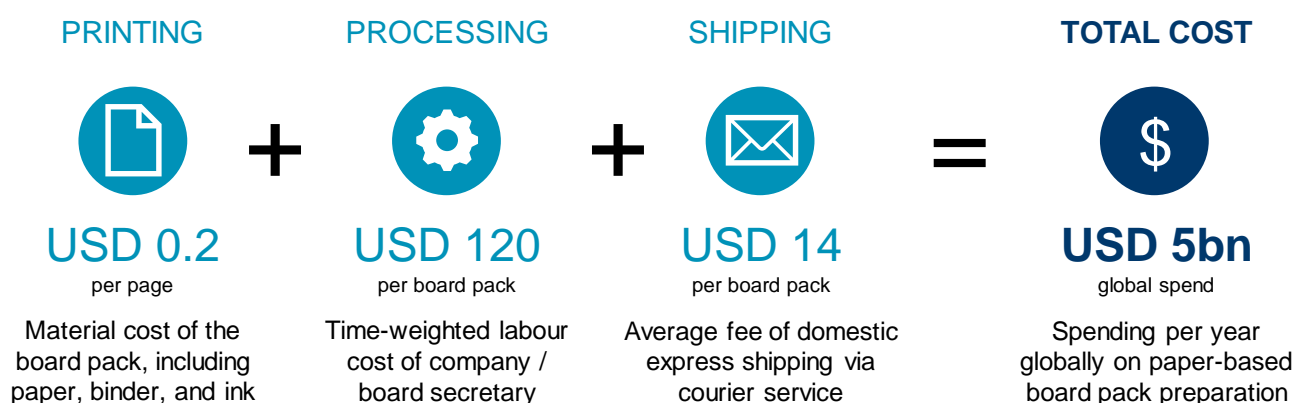 PRINTING
+
USD 0.2
per page
Material cost of the
board pack, including
paper, binder, and ink
PROCESSING
+
USD 120
per board pack
Time-weighted labour
cost of company /
board secretary
SHIPPING
=
USD 14
per board pack
Average fee of domestic
express shipping via
courier service
TOTAL COST
$
USD 5bn
global spend
Spending per year
globally on paper-based
board pack preparation